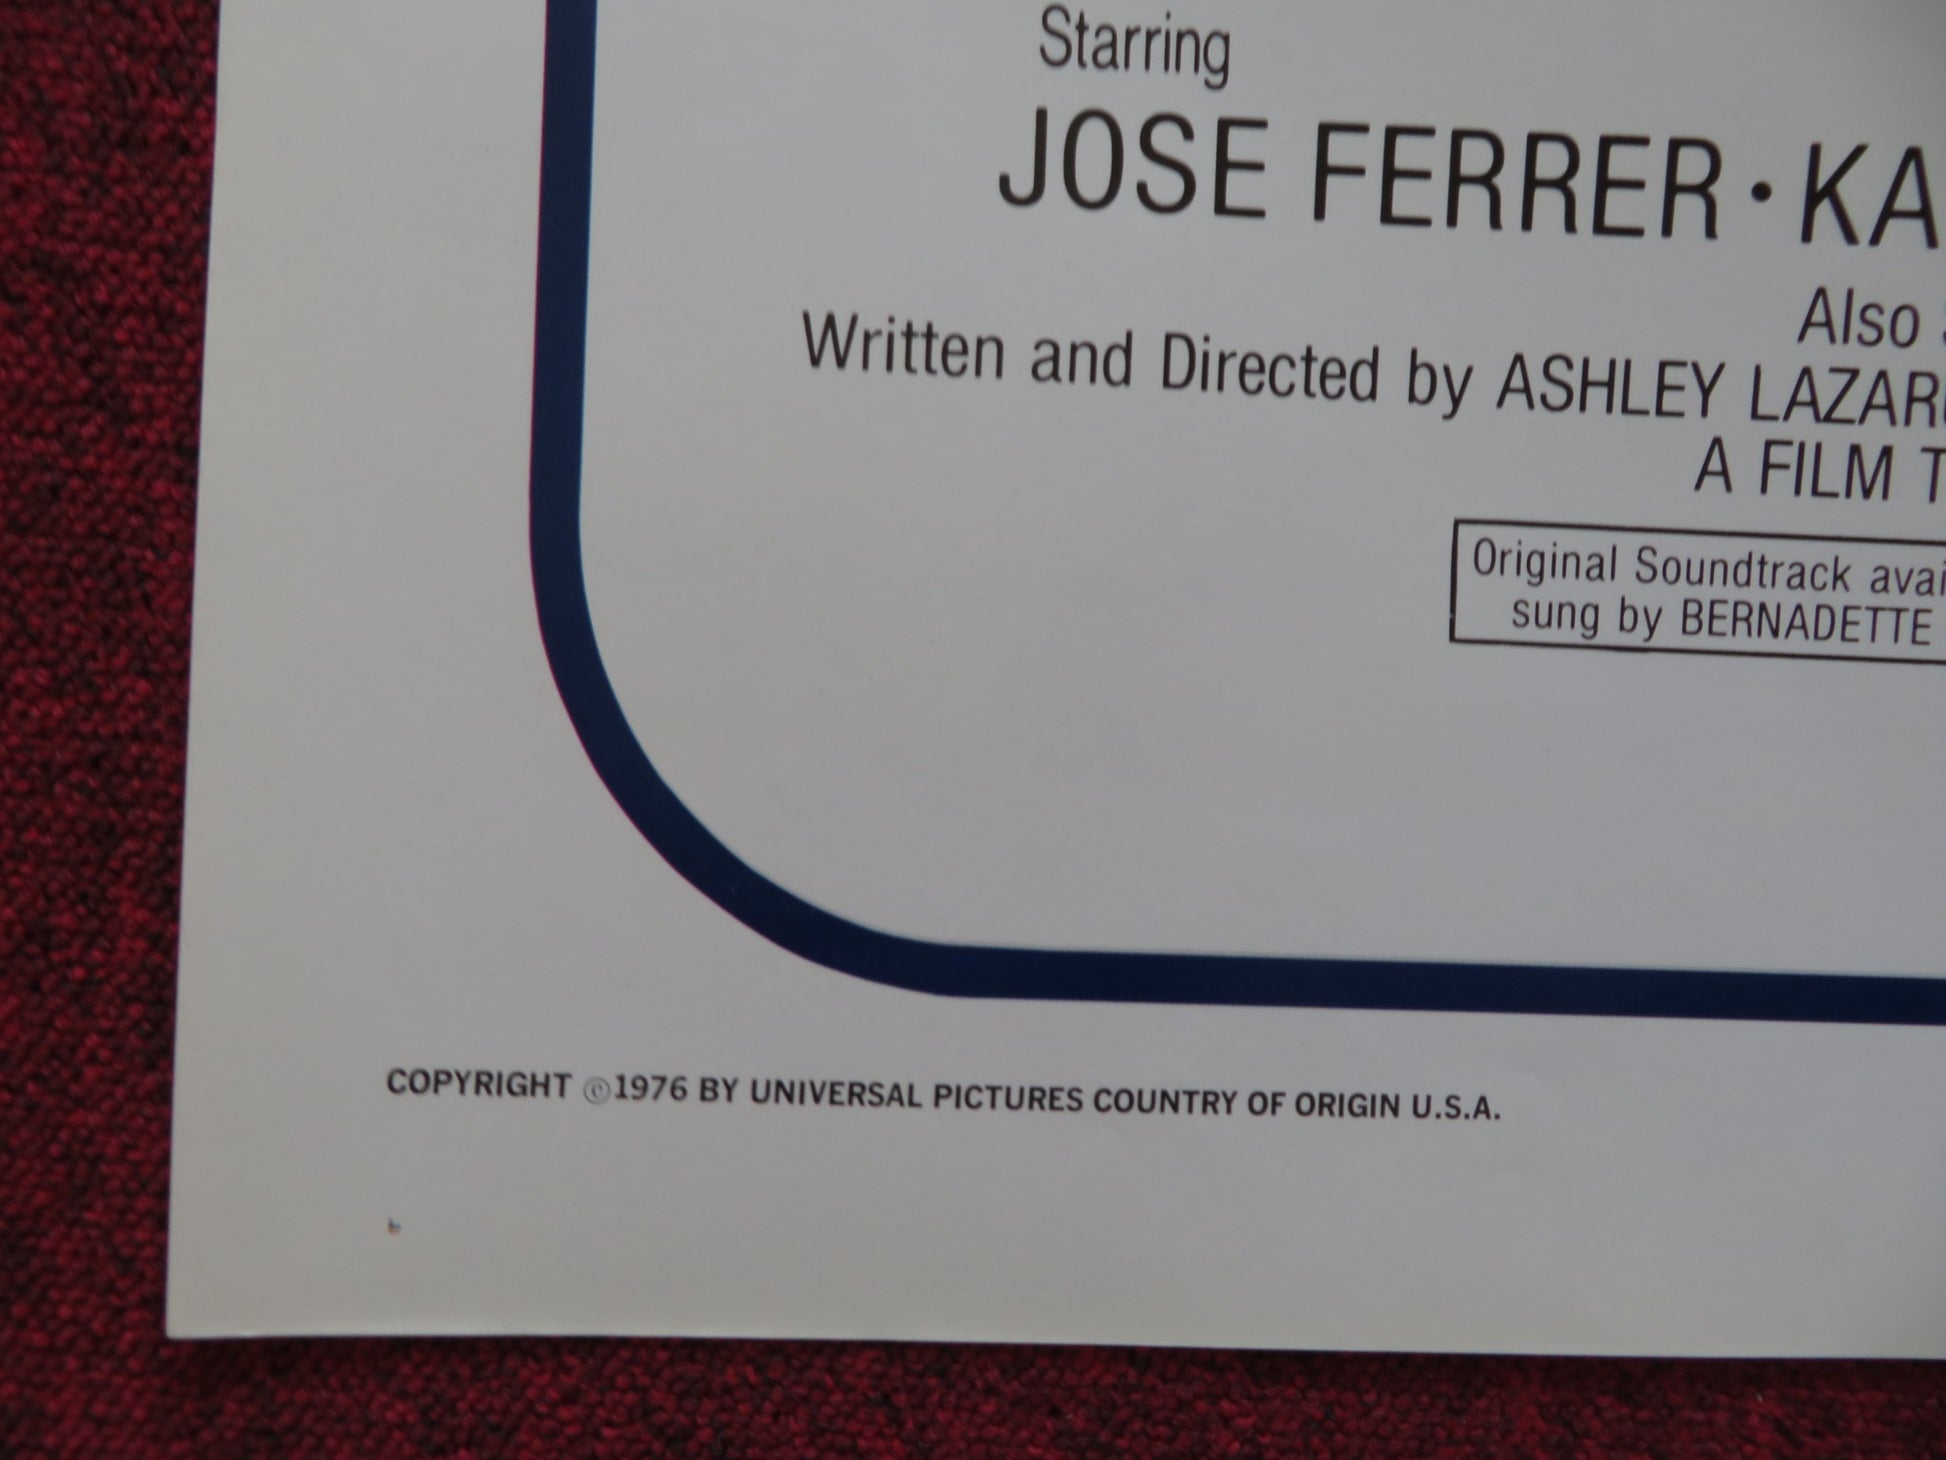 Starring
JOSE FERRER · KA
Also
Written and Directed by ASHLEY LAZAR
A FILM T
Original Soundtrack avai
sung by BERNADETTE
COPYRIGHT ©1976 BY UNIVERSAL PICTURES COUNTRY OF ORIGIN U.S.A.